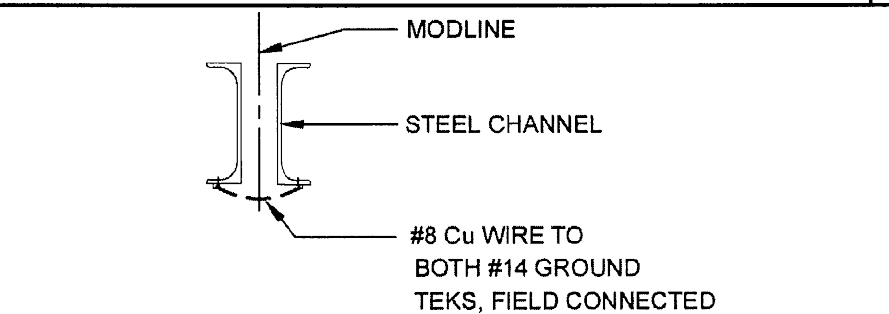 MODLINE
STEEL CHANNEL
#8 Cu WIRE TO
BOTH #14 GROUND
TEKS, FIELD CONNECTED